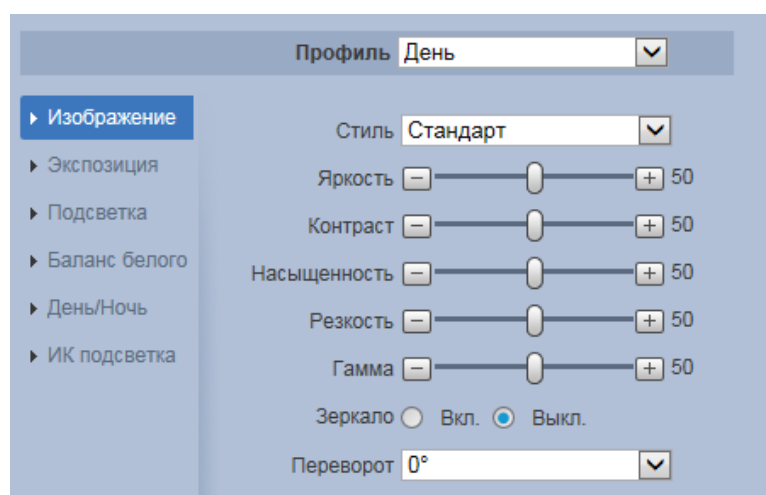 Профиль День
Изображение
Стиль Стандарт
Экспозиция
Яркость 50
Подсветка
Контраст 50
Баланс белого
Насыщенность 50
День/Ночь
Резкость 50
ИК подсветка
Гамма 50
Зеркало Вкл. Выкл.
Переворот 0°